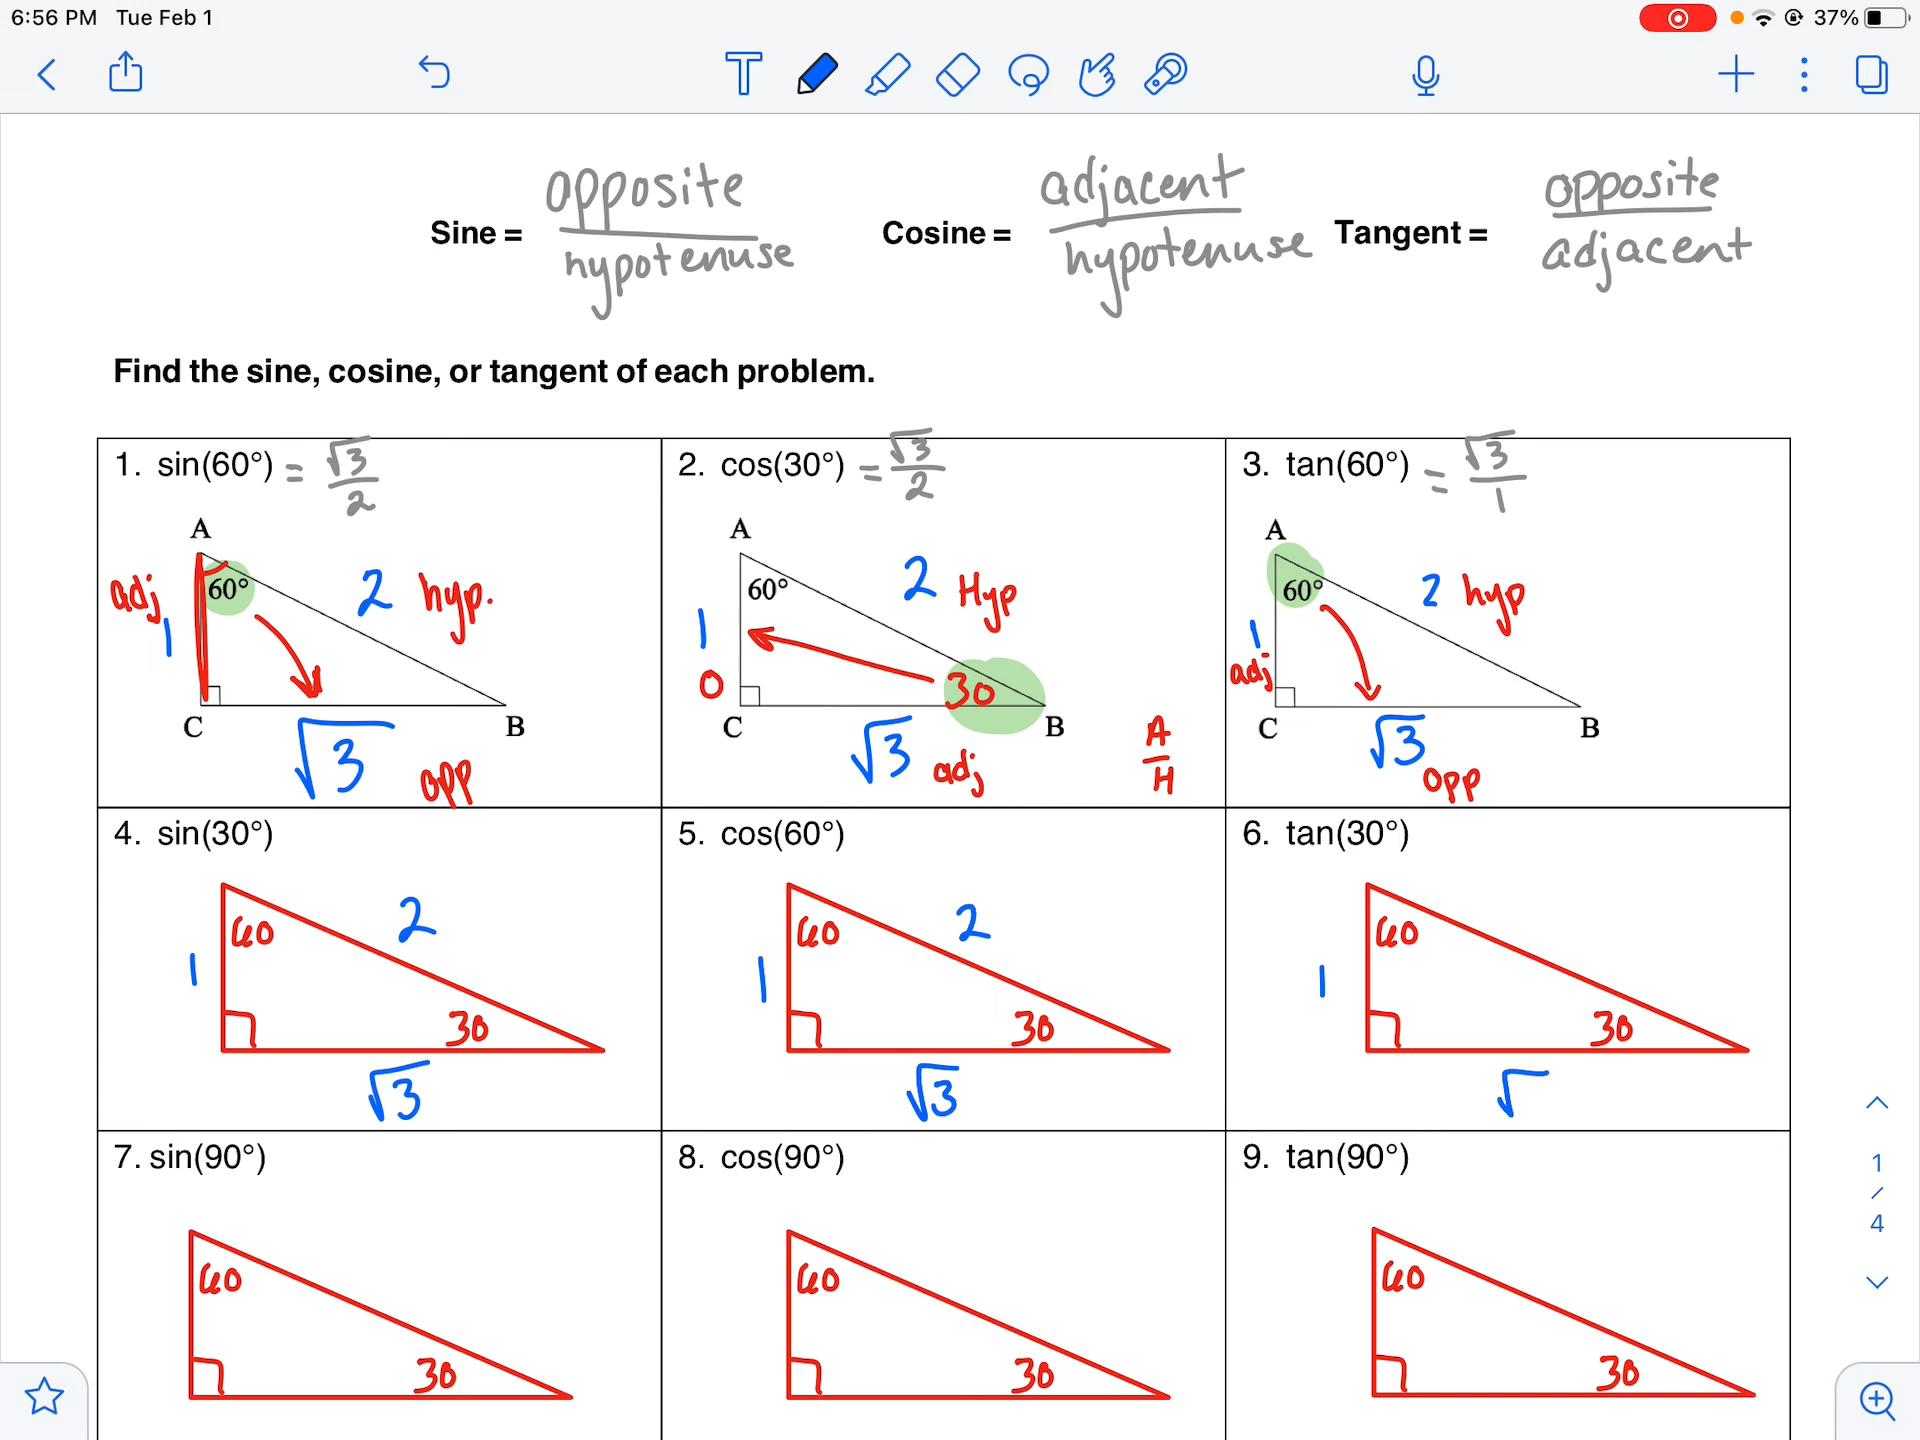 6:56 PM Tue Feb 1 37%
opposite adjacent opposite
Sine = Cosine = Tangent =
hypotenuse hypotenuse adjacent
Find the sine, cosine, or tangent of each problem.
1. sin(60°) = √3/2
A
60°
adj
1
2 hyp.
C B
√3 opp
2. cos(30°) = √3/2
A
60°
2 Hyp
1
O
30
C B
√3 adj
A/H
3. tan(60°) = √3/1
A
60°
2 hyp
1
adj
C B
√3 opp
4. sin(30°)
60 2
1
30
√3
5. cos(60°)
60 2
1
30
√3
6. tan(30°)
60
1
30
√
7. sin(90°)
60
30
8. cos(90°)
60
30
9. tan(90°)
60
30
1
/
4